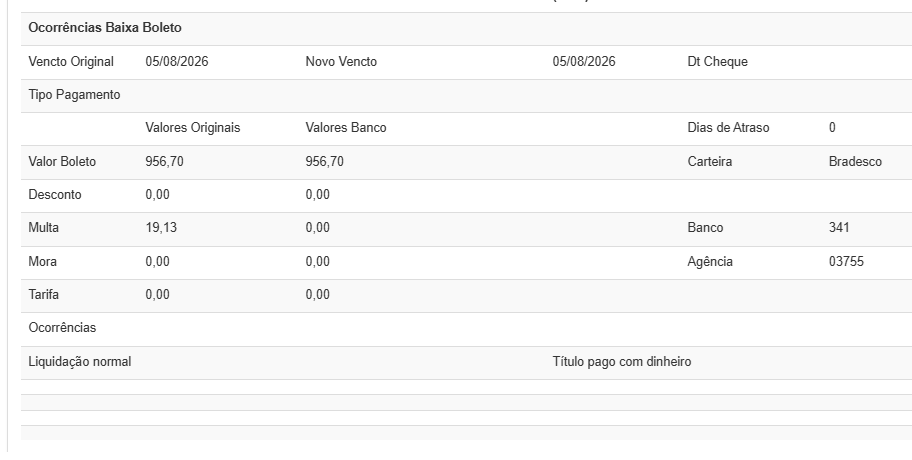 Ocorrências Baixa Boleto
Vencto Original 05/08/2026 Novo Vencto 05/08/2026 Dt Cheque
Tipo Pagamento
Valores Originais Valores Banco Dias de Atraso 0
Valor Boleto 956,70 956,70 Carteira Bradesco
Desconto 0,00 0,00
Multa 19,13 0,00 Banco 341
Mora 0,00 0,00 Agência 03755
Tarifa 0,00 0,00
Ocorrências
Liquidação normal Título pago com dinheiro